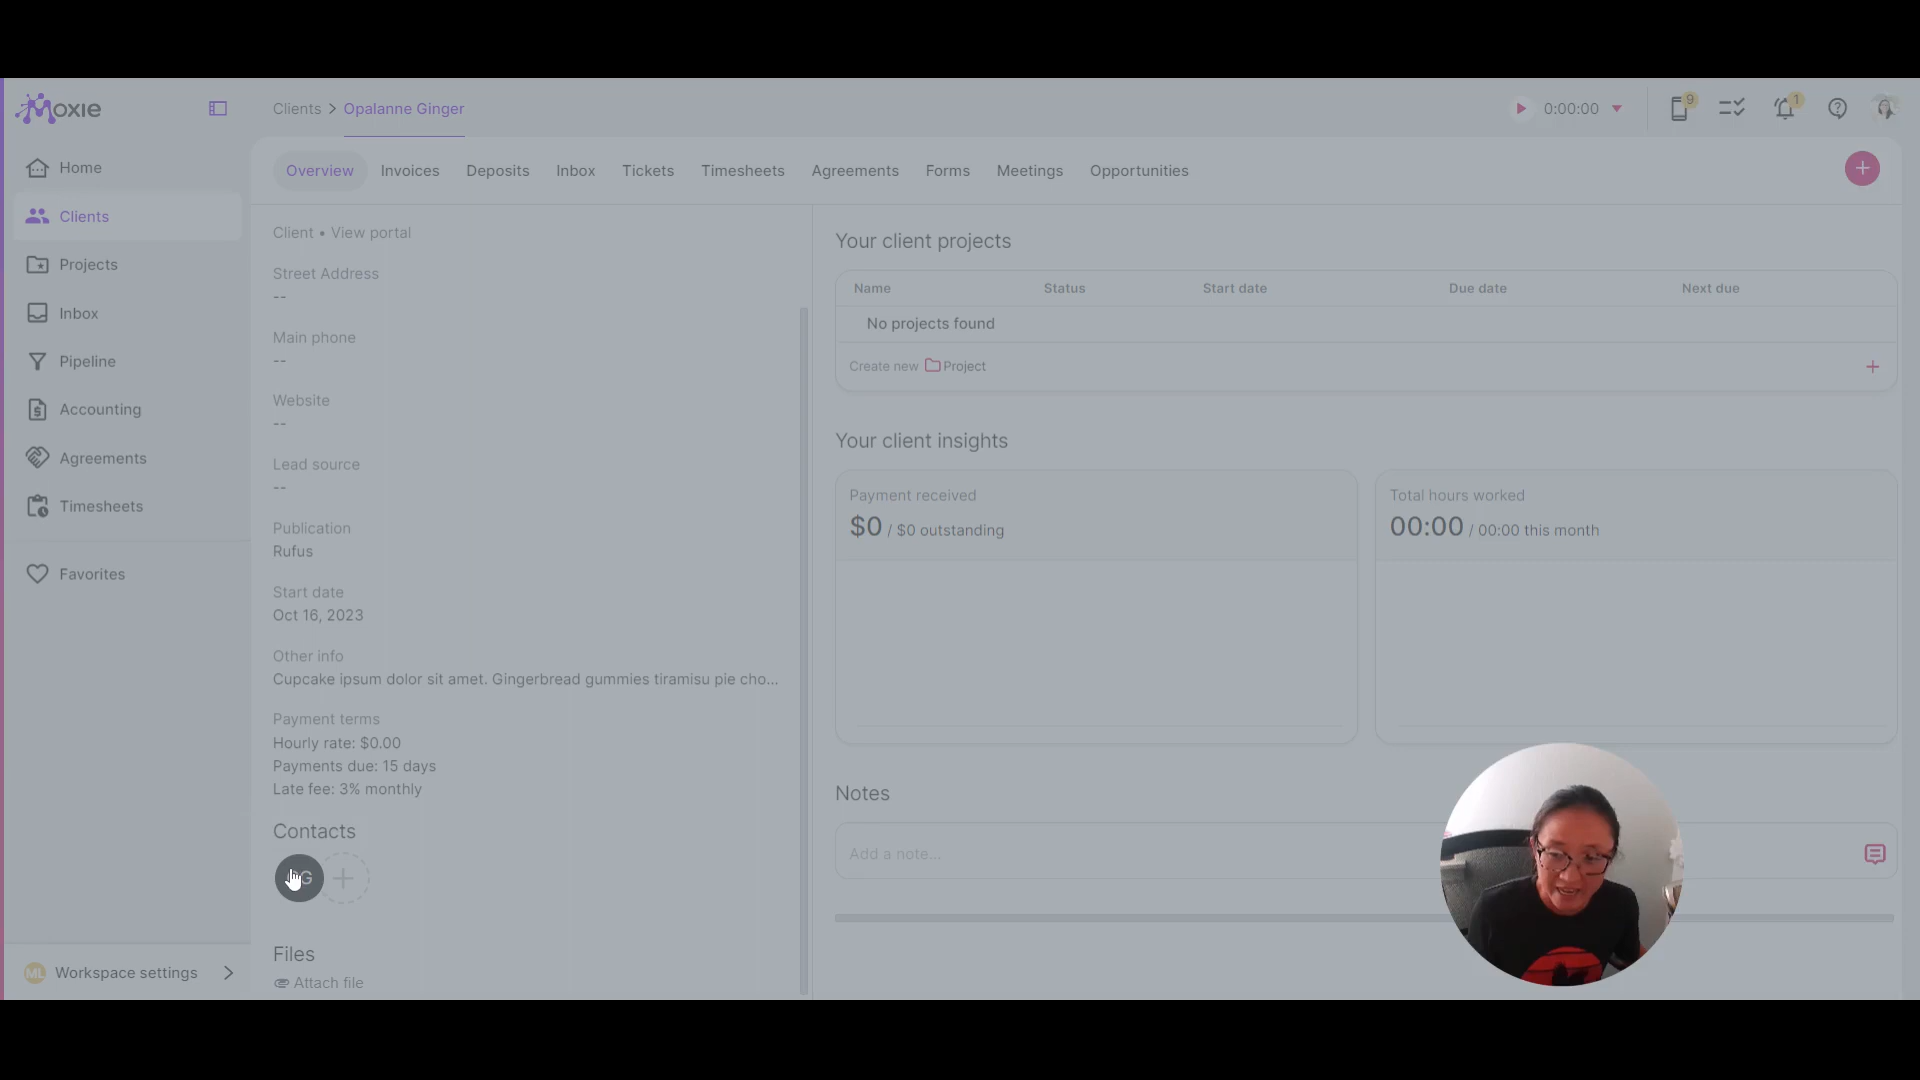 Moxie
Clients > Opalanne Ginger
0:00:00
9
1
Home
Clients
Projects
Inbox
Pipeline
Accounting
Agreements
Timesheets
Favorites
ML Workspace settings
Overview Invoices Deposits Inbox Tickets Timesheets Agreements Forms Meetings Opportunities
Client • View portal
Street Address
--
Main phone
--
Website
--
Lead source
--
Publication
Rufus
Start date
Oct 16, 2023
Other info
Cupcake ipsum dolor sit amet. Gingerbread gummies tiramisu pie cho...
Payment terms
Hourly rate: $0.00
Payments due: 15 days
Late fee: 3% monthly
Contacts
Files
Attach file
Your client projects
Name Status Start date Due date Next due
No projects found
Create new Project
Your client insights
Payment received
$0 / $0 outstanding
Total hours worked
00:00 / 00:00 this month
Notes
Add a note...